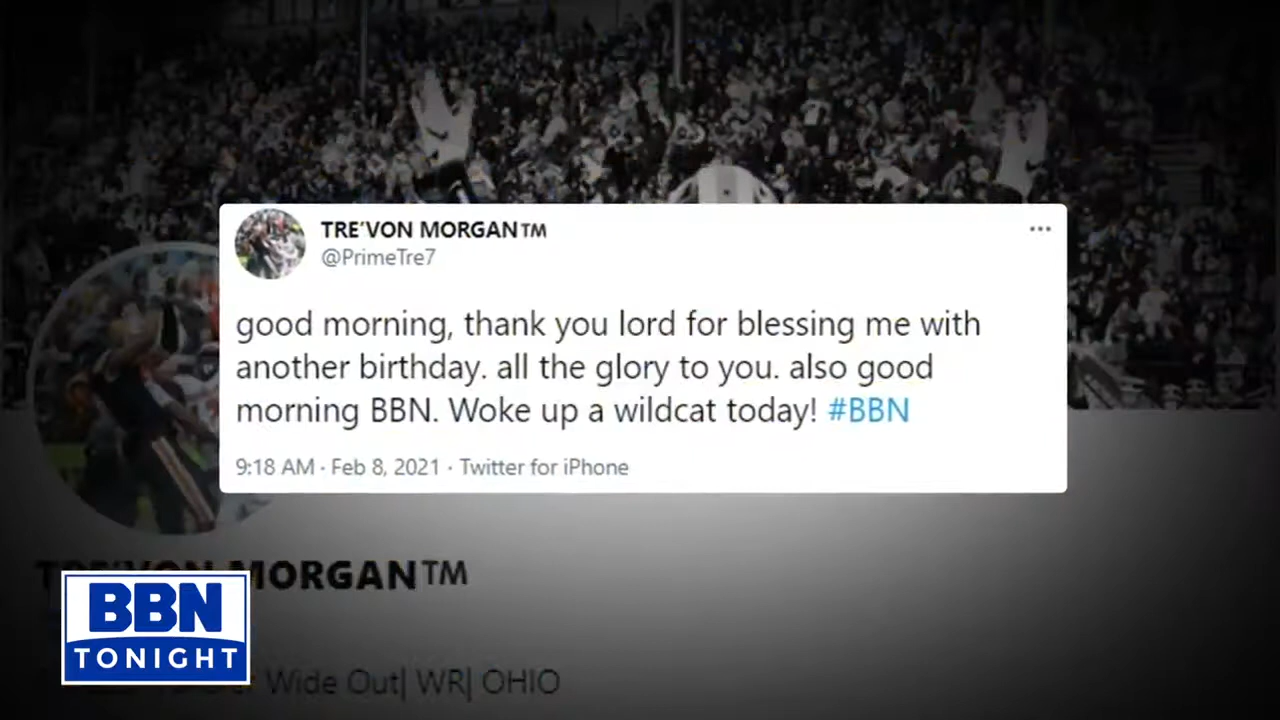 TRE'VON MORGAN™
@PrimeTre7
good morning, thank you lord for blessing me with
another birthday. all the glory to you. also good
morning BBN. Woke up a wildcat today! #BBN
9:18 AM · Feb 8, 2021 · Twitter for iPhone
TRE'VON MORGAN™
BBN
TONIGHT
Wide Out| WR| OHIO